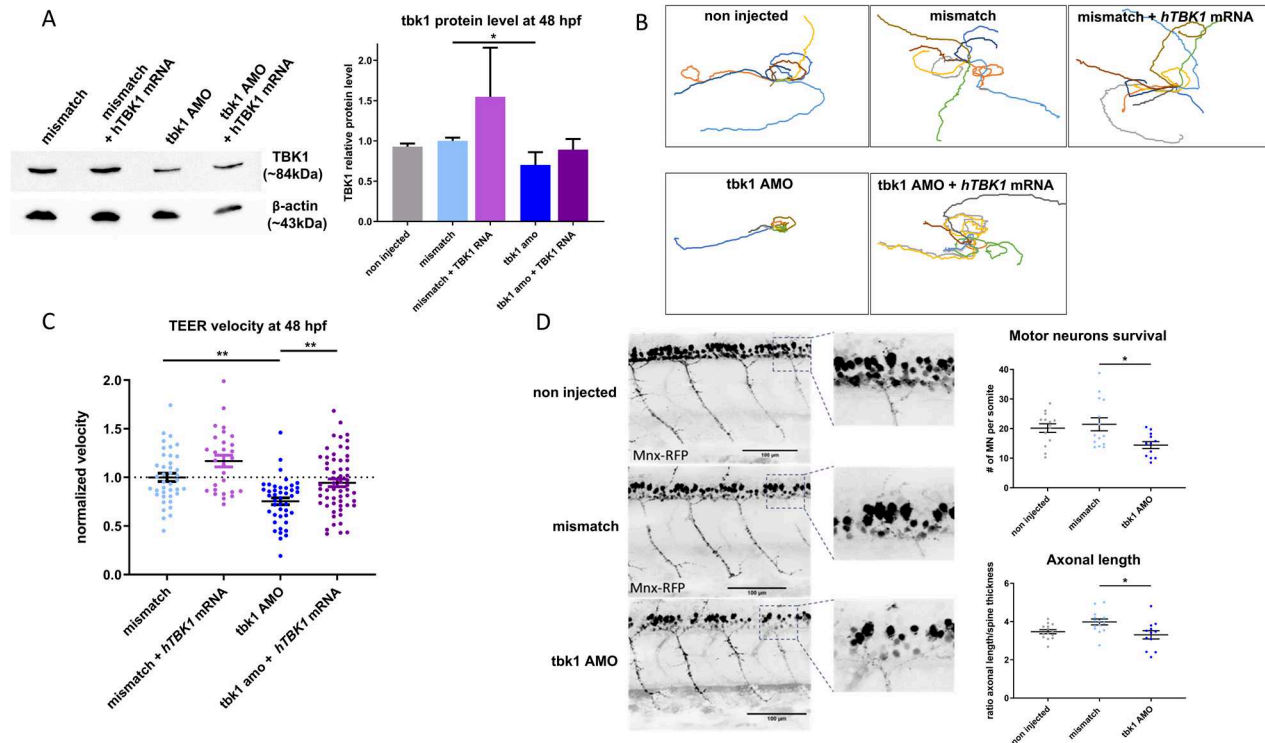 A
mismatch
mismatch
+ hTBK1 mRNA
tbk1 AMO
tbk1 AMO
+ hTBK1 mRNA
TBK1
(~84kDa)
β-actin
(~43kDa)
tbk1 protein level at 48 hpf
*
TBK1 relative protein level
2.0
1.5
1.0
0.5
0.0
non injected
mismatch
mismatch + TBK1 RNA
tbk1 amo
tbk1 amo + TBK1 RNA
B
non injected
mismatch
mismatch + hTBK1 mRNA
tbk1 AMO
tbk1 AMO + hTBK1 mRNA
C
TEER velocity at 48 hpf
**
**
normalized velocity
2.0
1.5
1.0
0.5
0.0
mismatch
mismatch + hTBK1 mRNA
tbk1 AMO
tbk1 amo + hTBK1 mRNA
D
non injected
Mnx-RFP
100 µm
mismatch
Mnx-RFP
100 µm
tbk1 AMO
100 µm
Motor neurons survival
*
# of MN per somite
40
30
20
10
0
non injected
mismatch
tbk1 AMO
Axonal length
*
ratio axonal length/spine thickness
6
4
2
0
non injected
mismatch
tbk1 AMO